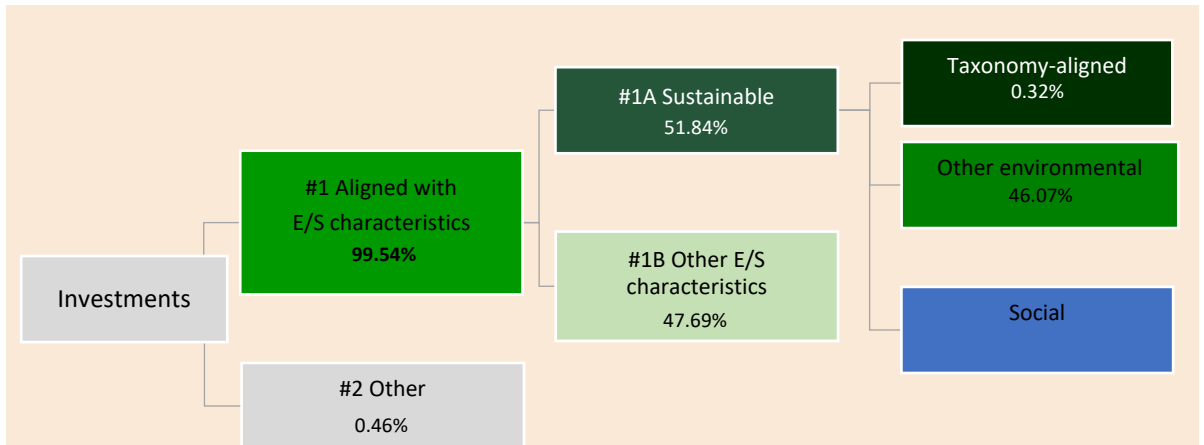 Investments
#1 Aligned with
E/S characteristics
99.54%
#2 Other
0.46%
#1A Sustainable
51.84%
#1B Other E/S
characteristics
47.69%
Taxonomy-aligned
0.32%
Other environmental
46.07%
Social